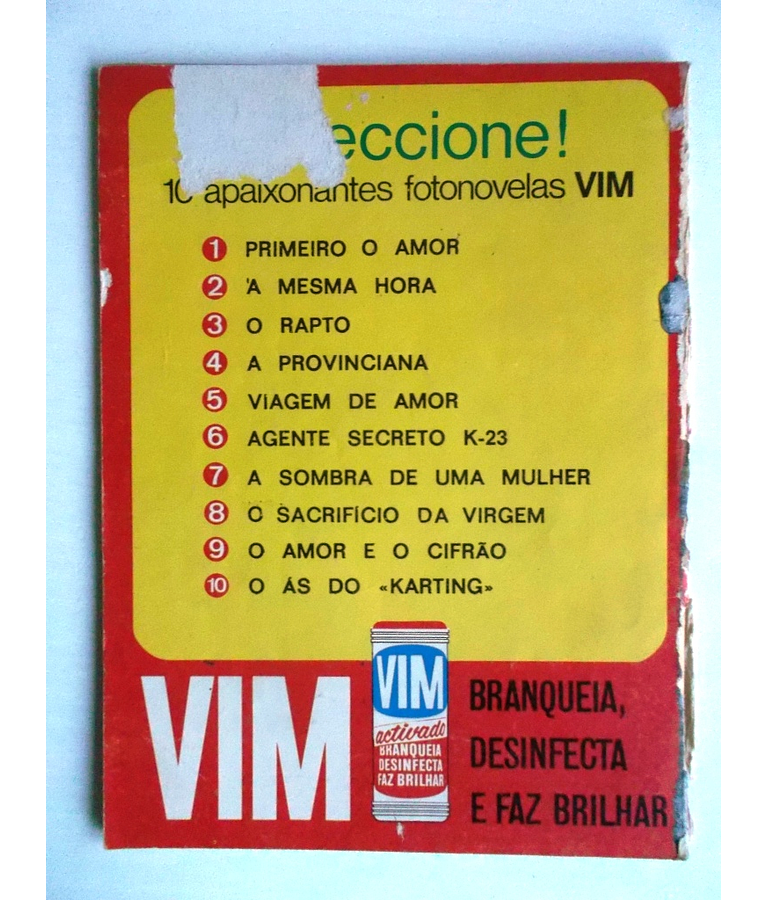 eccione!
10 apaixonantes fotonovelas VIM
1 PRIMEIRO O AMOR
2 'A MESMA HORA
3 O RAPTO
4 A PROVINCIANA
5 VIAGEM DE AMOR
6 AGENTE SECRETO K-23
7 A SOMBRA DE UMA MULHER
8 O SACRIFÍCIO DA VIRGEM
9 O AMOR E O CIFRÃO
10 O ÁS DO «KARTING»
VIM
VIM
activado
BRANQUEIA
DESINFECTA
FAZ BRILHAR
BRANQUEIA,
DESINFECTA
E FAZ BRILHAR